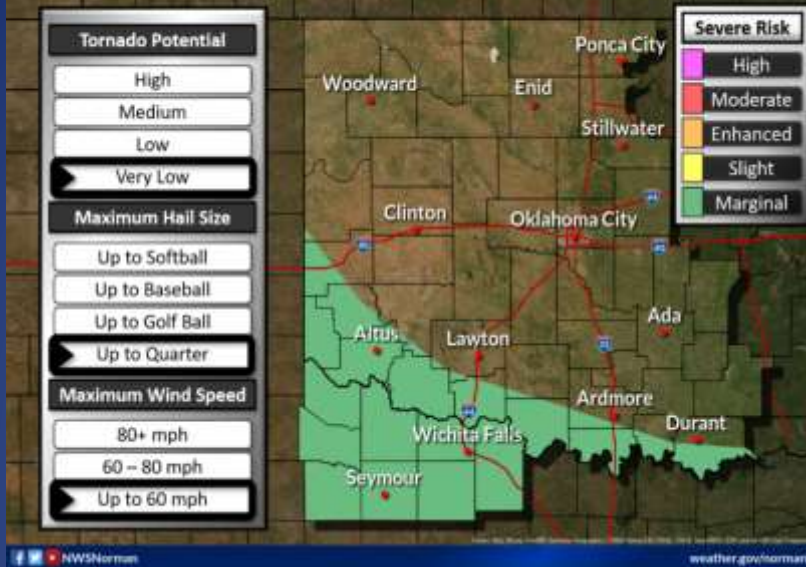 Tornado Potential
High
Medium
Low
Very Low
Maximum Hail Size
Up to Softball
Up to Baseball
Up to Golf Ball
Up to Quarter
Maximum Wind Speed
80+ mph
60 – 80 mph
Up to 60 mph
Ponca City
Woodward
Enid
Stillwater
Clinton
Oklahoma City
Ada
Altus
Lawton
Ardmore
Durant
Wichita Falls
Seymour
Severe Risk
High
Moderate
Enhanced
Slight
Marginal
NWSNorman
weather.gov/norman